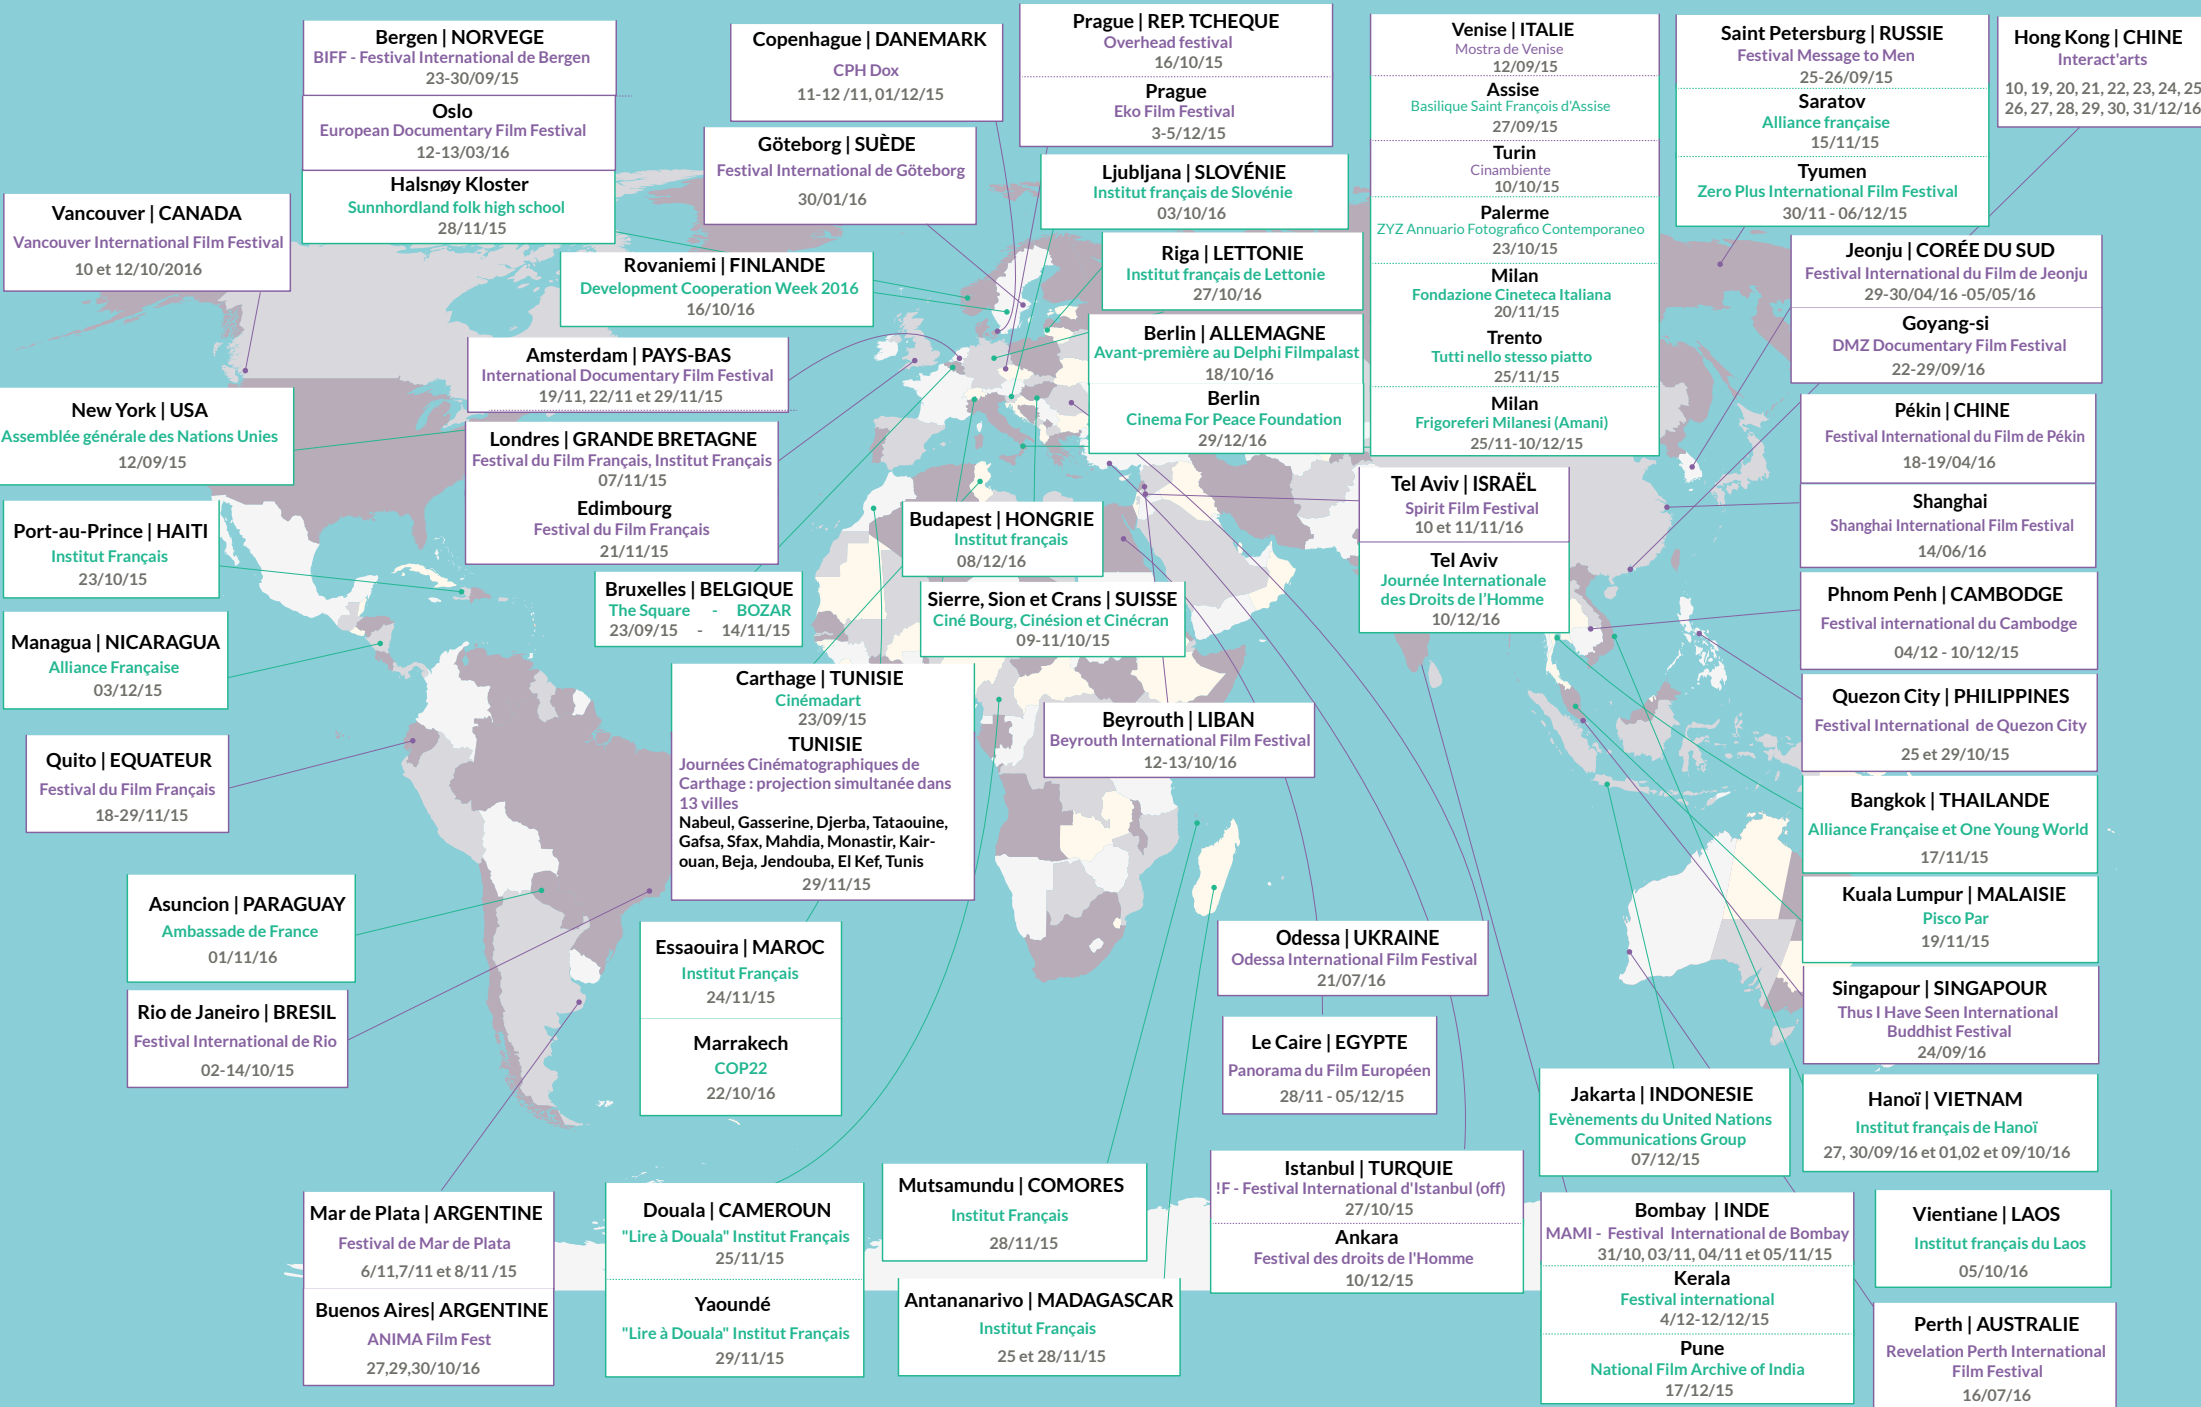 Bergen | NORVEGE
BIFF - Festival International de Bergen
23-30/09/15
Oslo
European Documentary Film Festival
12-13/03/16
Halsnøy Kloster
Sunnhordland folk high school
28/11/15
Copenhague | DANEMARK
CPH Dox
11-12 /11, 01/12/15
Göteborg | SUÈDE
Festival International de Göteborg
30/01/16
Prague | REP. TCHEQUE
Overhead festival
16/10/15
Prague
Eko Film Festival
3-5/12/15
Ljubljana | SLOVÉNIE
Institut français de Slovénie
03/10/16
Riga | LETTONIE
Institut français de Lettonie
27/10/16
Berlin | ALLEMAGNE
Avant-première au Delphi Filmpalast
18/10/16
Berlin
Cinema For Peace Foundation
29/12/16
Venise | ITALIE
Mostra de Venise
12/09/15
Assise
Basilique Saint François d'Assise
27/09/15
Turin
Cinambiente
10/10/15
Palerme
ZYZ Annuario Fotografico Contemporaneo
23/10/15
Milan
Fondazione Cineteca Italiana
20/11/15
Trento
Tutti nello stesso piatto
25/11/15
Milan
Frigoreferi Milanesi (Amani)
25/11-10/12/15
Saint Petersburg | RUSSIE
Festival Message to Men
25-26/09/15
Saratov
Alliance française
15/11/15
Tyumen
Zero Plus International Film Festival
30/11 - 06/12/15
Hong Kong | CHINE
Interact'arts
10, 19, 20, 21, 22, 23, 24, 25
26, 27, 28, 29, 30, 31/12/16
Vancouver | CANADA
Vancouver International Film Festival
10 et 12/10/2016
Rovaniemi | FINLANDE
Development Cooperation Week 2016
16/10/16
Jeonju | CORÉE DU SUD
Festival International du Film de Jeonju
29-30/04/16 -05/05/16
Goyang-si
DMZ Documentary Film Festival
22-29/09/16
Amsterdam | PAYS-BAS
International Documentary Film Festival
19/11, 22/11 et 29/11/15
New York | USA
Assemblée générale des Nations Unies
12/09/15
Londres | GRANDE BRETAGNE
Festival du Film Français, Institut Français
07/11/15
Edimbourg
Festival du Film Français
21/11/15
Pékin | CHINE
Festival International du Film de Pékin
18-19/04/16
Shanghai
Shanghai International Film Festival
14/06/16
Tel Aviv | ISRAËL
Spirit Film Festival
10 et 11/11/16
Tel Aviv
Journée Internationale
des Droits de l'Homme
10/12/16
Port-au-Prince | HAITI
Institut Français
23/10/15
Budapest | HONGRIE
Institut français
08/12/16
Bruxelles | BELGIQUE
The Square - BOZAR
23/09/15 - 14/11/15
Sierre, Sion et Crans | SUISSE
Ciné Bourg, Cinésion et Cinécran
09-11/10/15
Phnom Penh | CAMBODGE
Festival international du Cambodge
04/12 - 10/12/15
Managua | NICARAGUA
Alliance Française
03/12/15
Carthage | TUNISIE
Cinémadart
23/09/15
TUNISIE
Journées Cinématographiques de
Carthage : projection simultanée dans
13 villes
Nabeul, Gasserine, Djerba, Tataouine,
Gafsa, Sfax, Mahdia, Monastir, Kair-
ouan, Beja, Jendouba, El Kef, Tunis
29/11/15
Beyrouth | LIBAN
Beyrouth International Film Festival
12-13/10/16
Quezon City | PHILIPPINES
Festival International de Quezon City
25 et 29/10/15
Quito | EQUATEUR
Festival du Film Français
18-29/11/15
Bangkok | THAILANDE
Alliance Française et One Young World
17/11/15
Kuala Lumpur | MALAISIE
Pisco Par
19/11/15
Asuncion | PARAGUAY
Ambassade de France
01/11/16
Essaouira | MAROC
Institut Français
24/11/15
Marrakech
COP22
22/10/16
Odessa | UKRAINE
Odessa International Film Festival
21/07/16
Singapour | SINGAPOUR
Thus I Have Seen International
Buddhist Festival
24/09/16
Rio de Janeiro | BRESIL
Festival International de Rio
02-14/10/15
Le Caire | EGYPTE
Panorama du Film Européen
28/11 - 05/12/15
Jakarta | INDONESIE
Evènements du United Nations
Communications Group
07/12/15
Hanoï | VIETNAM
Institut français de Hanoï
27, 30/09/16 et 01,02 et 09/10/16
Mar de Plata | ARGENTINE
Festival de Mar de Plata
6/11,7/11 et 8/11 /15
Buenos Aires| ARGENTINE
ANIMA Film Fest
27,29,30/10/16
Douala | CAMEROUN
"Lire à Douala" Institut Français
25/11/15
Yaoundé
"Lire à Douala" Institut Français
29/11/15
Mutsamundu | COMORES
Institut Français
28/11/15
Antananarivo | MADAGASCAR
Institut Français
25 et 28/11/15
Istanbul | TURQUIE
!F - Festival International d'Istanbul (off)
27/10/15
Ankara
Festival des droits de l'Homme
10/12/15
Bombay | INDE
MAMI - Festival International de Bombay
31/10, 03/11, 04/11 et 05/11/15
Kerala
Festival international
4/12-12/12/15
Pune
National Film Archive of India
17/12/15
Vientiane | LAOS
Institut français du Laos
05/10/16
Perth | AUSTRALIE
Revelation Perth International
Film Festival
16/07/16